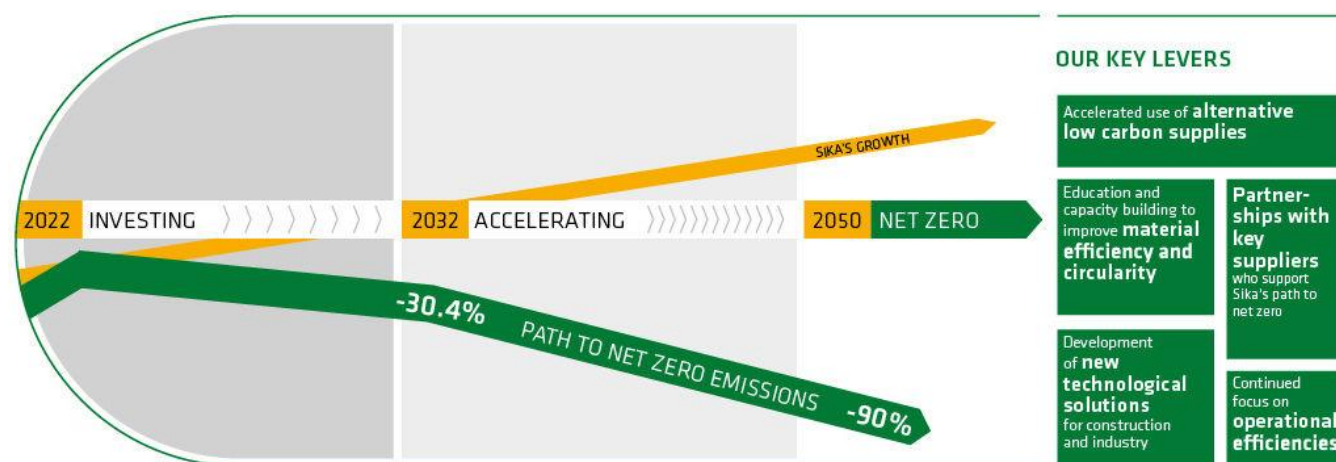 OUR KEY LEVERS
Accelerated use of alternative
low carbon supplies
SIKA'S GROWTH
2022 INVESTING
2032 ACCELERATING
2050 NET ZERO
-30.4%
PATH TO NET ZERO EMISSIONS
-90%
Education and
capacity building to
improve material
efficiency and
circularity
Partner-
ships with
key
suppliers
who support
Sika's path to
net zero
Development
of new
technological
solutions
for construction
and industry
Continued
focus on
operational
efficiencies